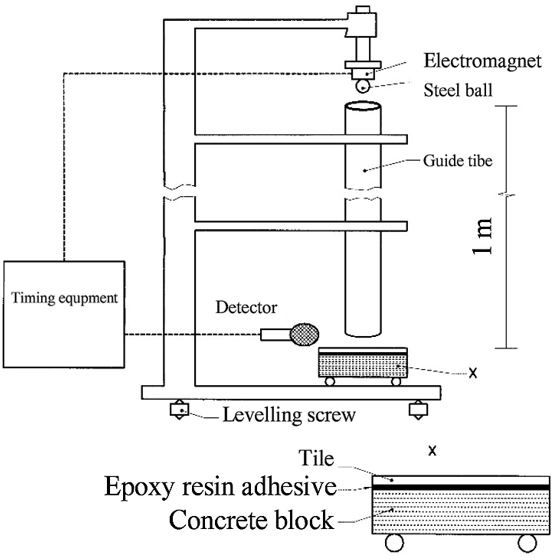 Electromagnet
Steel ball
Guide tibe
1 m
Timing equpment
Detector
x
Levelling screw
x
Tile
Epoxy resin adhesive
Concrete block